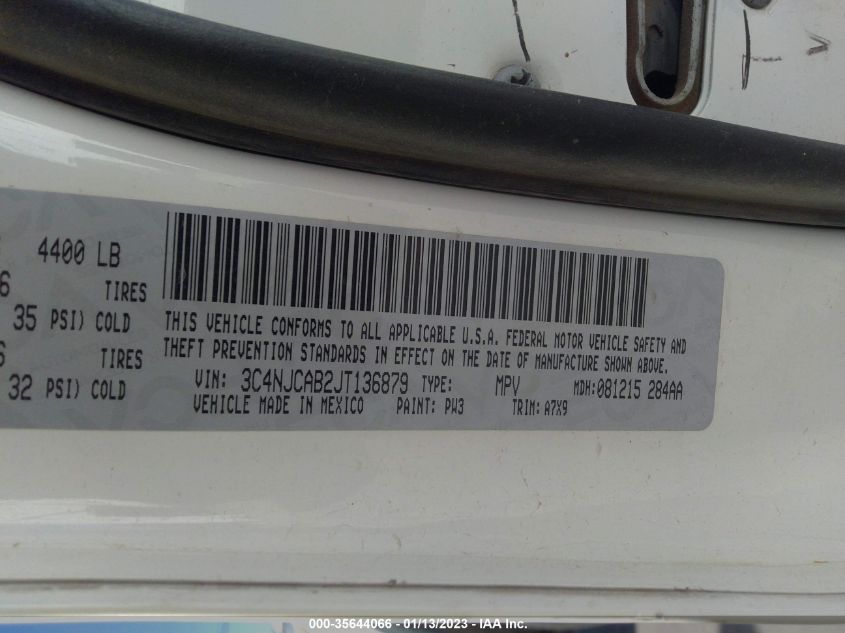 4400 LB
6 TIRES
35 PSI) COLD
6 TIRES
32 PSI) COLD
THIS VEHICLE CONFORMS TO ALL APPLICABLE U.S.A. FEDERAL MOTOR VEHICLE SAFETY AND
THEFT PREVENTION STANDARDS IN EFFECT ON THE DATE OF MANUFACTURE SHOWN ABOVE.
VIN: 3C4NJCAB2JT136879 TYPE: MPV MDH:081215 284AA
VEHICLE MADE IN MEXICO PAINT: PW3 TRIM: A7X9
000-35644066 - 01/13/2023 - IAA Inc.